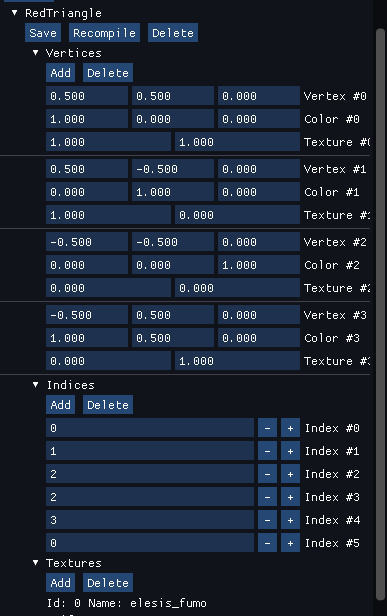 RedTriangle
Save Recompile Delete
Vertices
Add Delete
0.500 0.500 0.000 Vertex #0
1.000 0.000 0.000 Color #0
1.000 1.000 Texture #0
0.500 -0.500 0.000 Vertex #1
0.000 1.000 0.000 Color #1
1.000 0.000 Texture #1
-0.500 -0.500 0.000 Vertex #2
0.000 0.000 1.000 Color #2
0.000 0.000 Texture #2
-0.500 0.500 0.000 Vertex #3
1.000 0.500 0.000 Color #3
0.000 1.000 Texture #3
Indices
Add Delete
0 - + Index #0
1 - + Index #1
2 - + Index #2
2 - + Index #3
3 - + Index #4
0 - + Index #5
Textures
Add Delete
Id: 0 Name: elesis_fumo